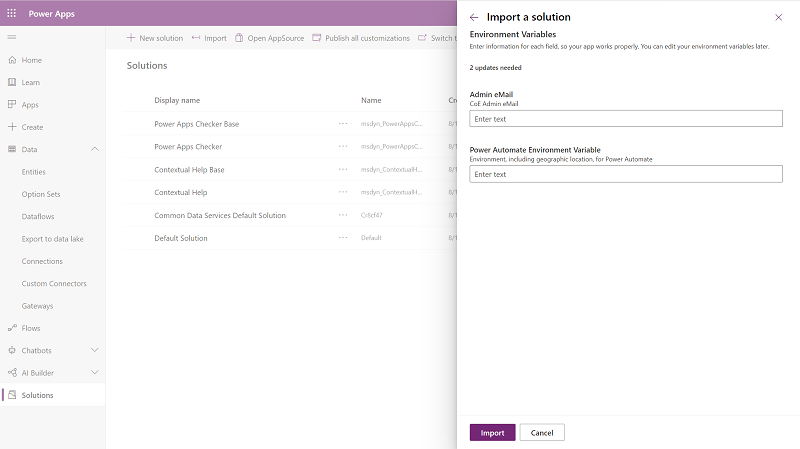 Power Apps
New solution
Import
Open AppSource
Publish all customizations
Switch t
Home
Learn
Apps
Create
Data
Entities
Option Sets
Dataflows
Export to data lake
Connections
Custom Connectors
Gateways
Flows
Chatbots
AI Builder
Solutions
Solutions
Display name Name Cr
Power Apps Checker Base ··· msdyn_PowerAppsC... 8/1
Power Apps Checker ··· msdyn_PowerAppsC... 8/1
Contextual Help Base ··· msdyn_ContextualH... 8/1
Contextual Help ··· msdyn_ContextualH... 8/1
Common Data Services Default Solution ··· Cr8cf47 8/1
Default Solution ··· Default 8/1
Import a solution
Environment Variables
Enter information for each field, so your app works properly. You can edit your environment variables later.
2 updates needed
Admin eMail
CoE Admin eMail
Enter text
Power Automate Environment Variable
Environment, including geographic location, for Power Automate
Enter text
Import
Cancel